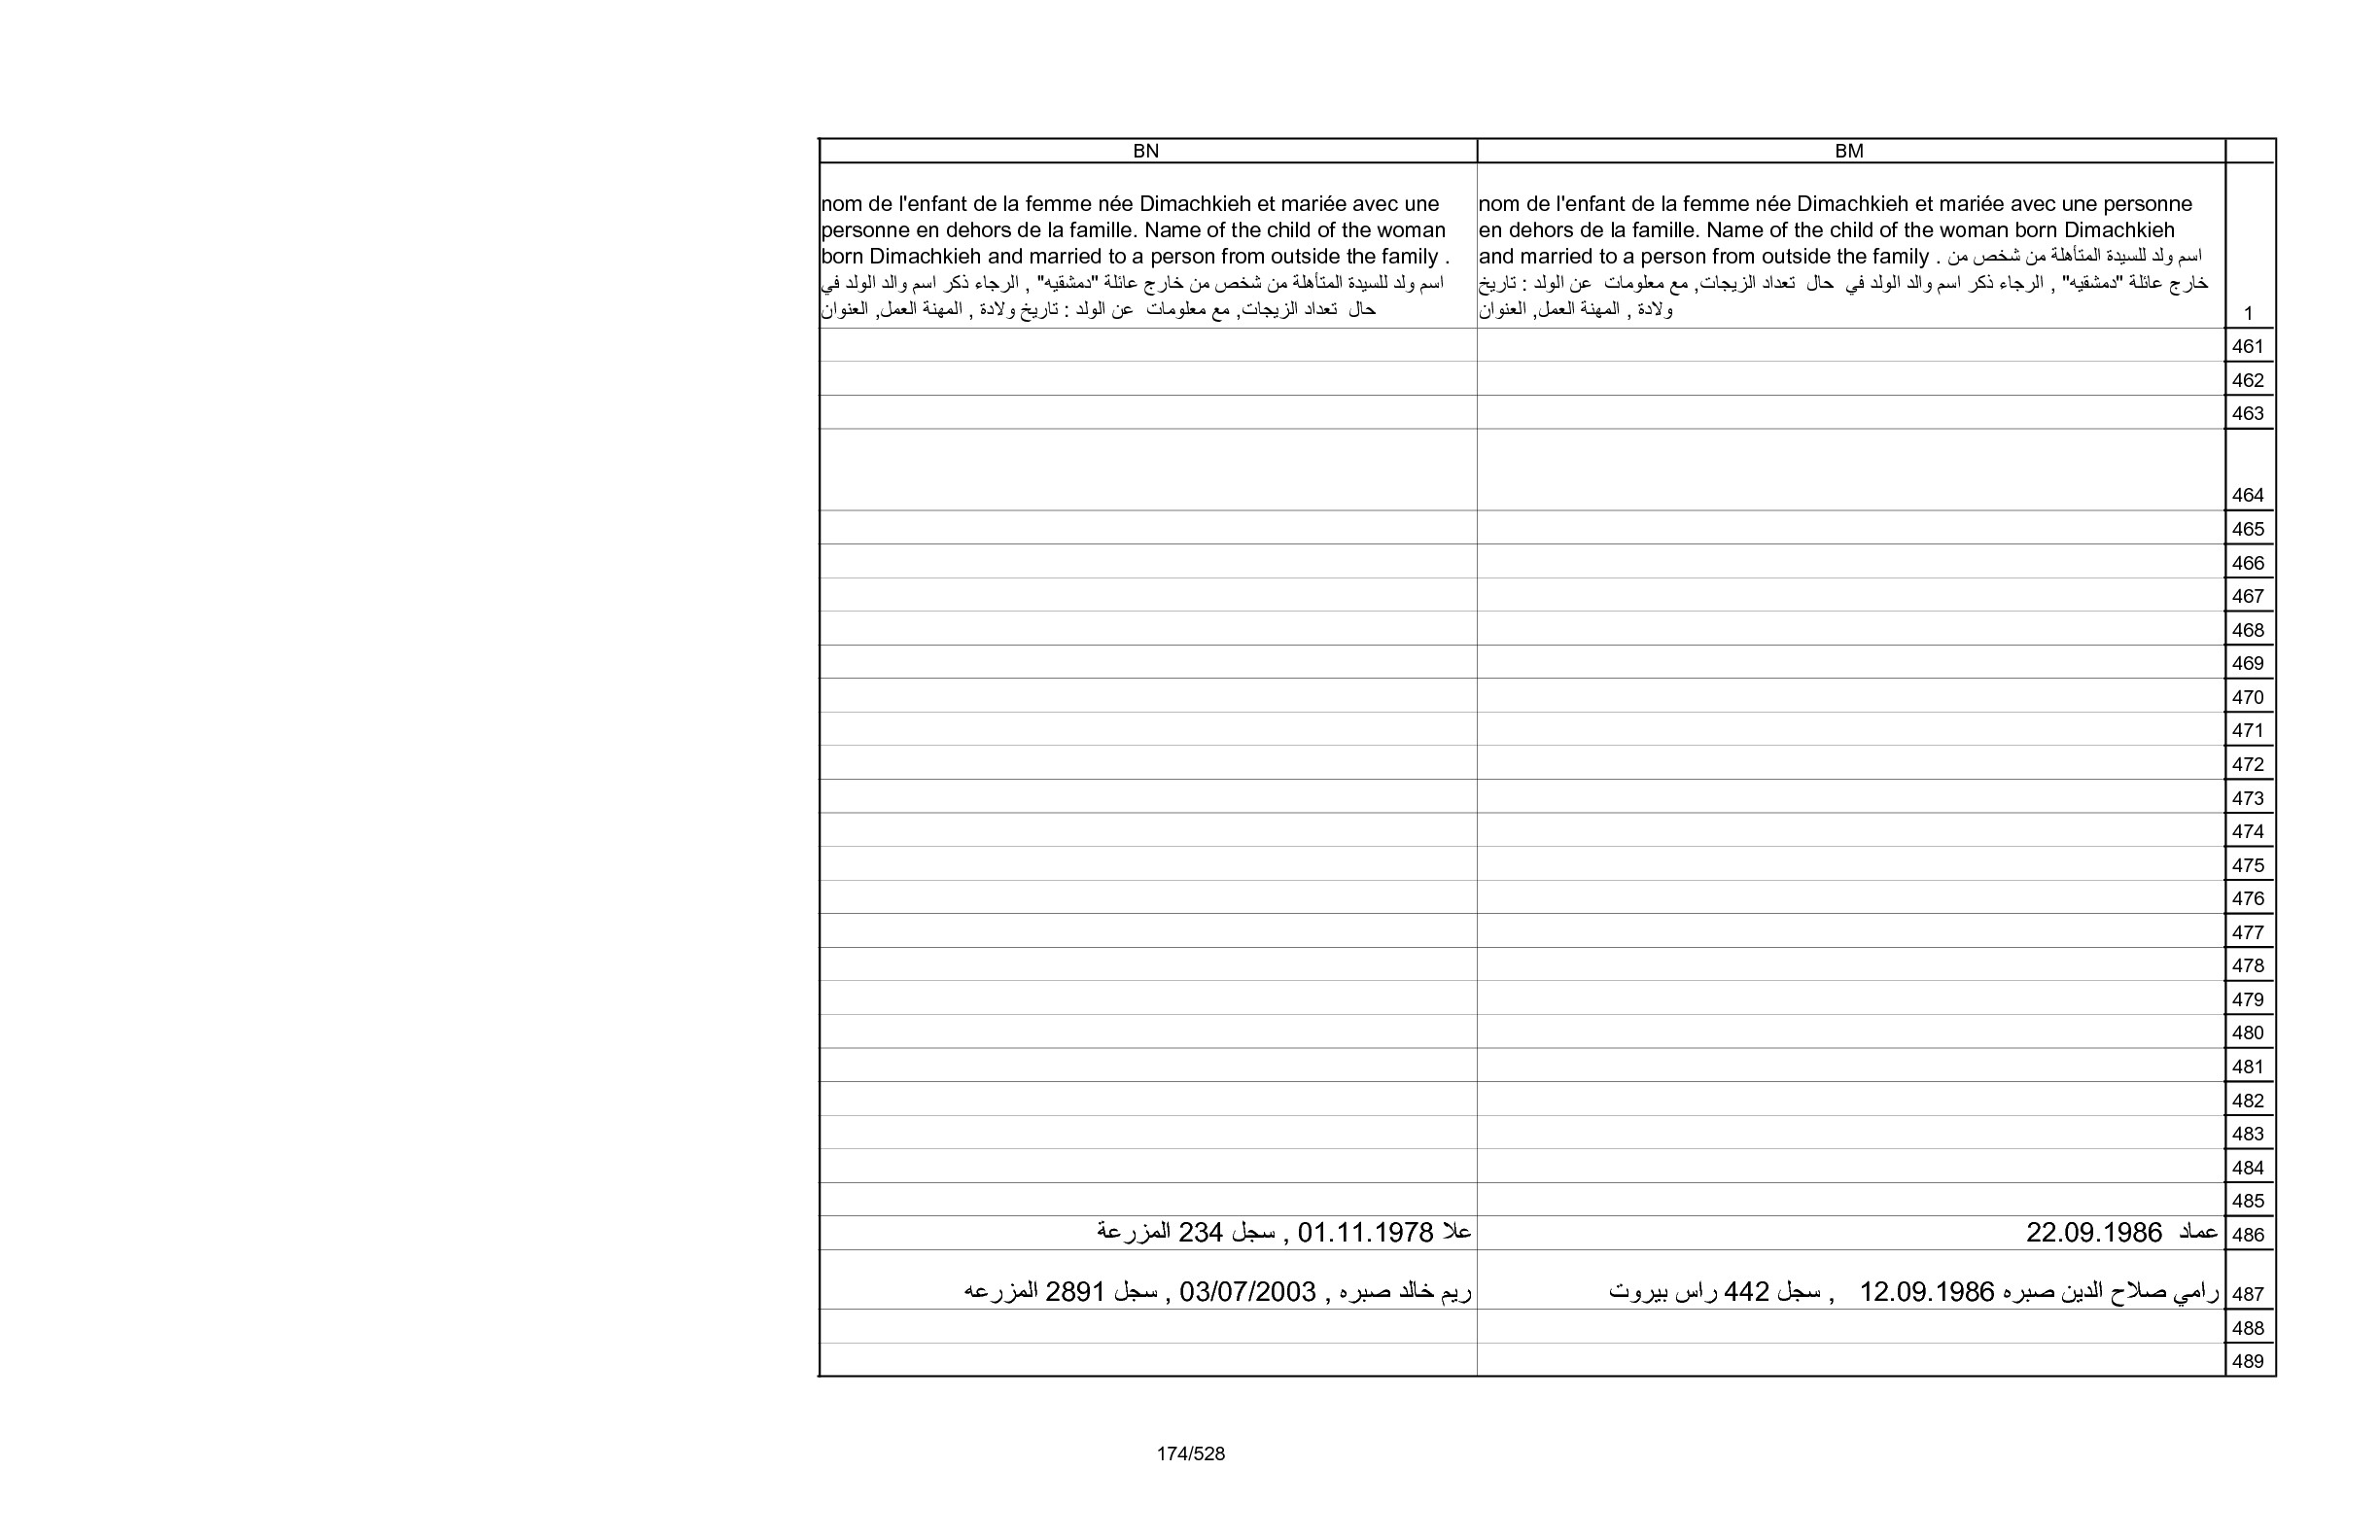 BN BM
nom de l'enfant de la femme née Dimachkieh et mariée avec une
personne en dehors de la famille. Name of the child of the woman
born Dimachkieh and married to a person from outside the family .
اسم ولد للسيدة المتأهلة من شخص من خارج عائلة "دمشقيه" , الرجاء ذكر اسم والد الولد في
حال  تعداد الزيجات, مع معلومات  عن الولد : تاريخ ولادة , المهنة العمل, العنوان
nom de l'enfant de la femme née Dimachkieh et mariée avec une personne
en dehors de la famille. Name of the child of the woman born Dimachkieh
and married to a person from outside the family . اسم ولد للسيدة المتأهلة من شخص من
خارج عائلة "دمشقيه" , الرجاء ذكر اسم والد الولد في  حال  تعداد الزيجات, مع معلومات  عن الولد : تاريخ
ولادة , المهنة العمل, العنوان
1
461
462
463
464
465
466
467
468
469
470
471
472
473
474
475
476
477
478
479
480
481
482
483
484
485
486 عماد  22.09.1986 علا 01.11.1978 , سجل 234 المزرعة
487 رامي صلاح الدين صبره 12.09.1986   , سجل 442 راس بيروت ريم خالد صبره , 03/07/2003 , سجل 2891 المزرعه
488
489
174/528